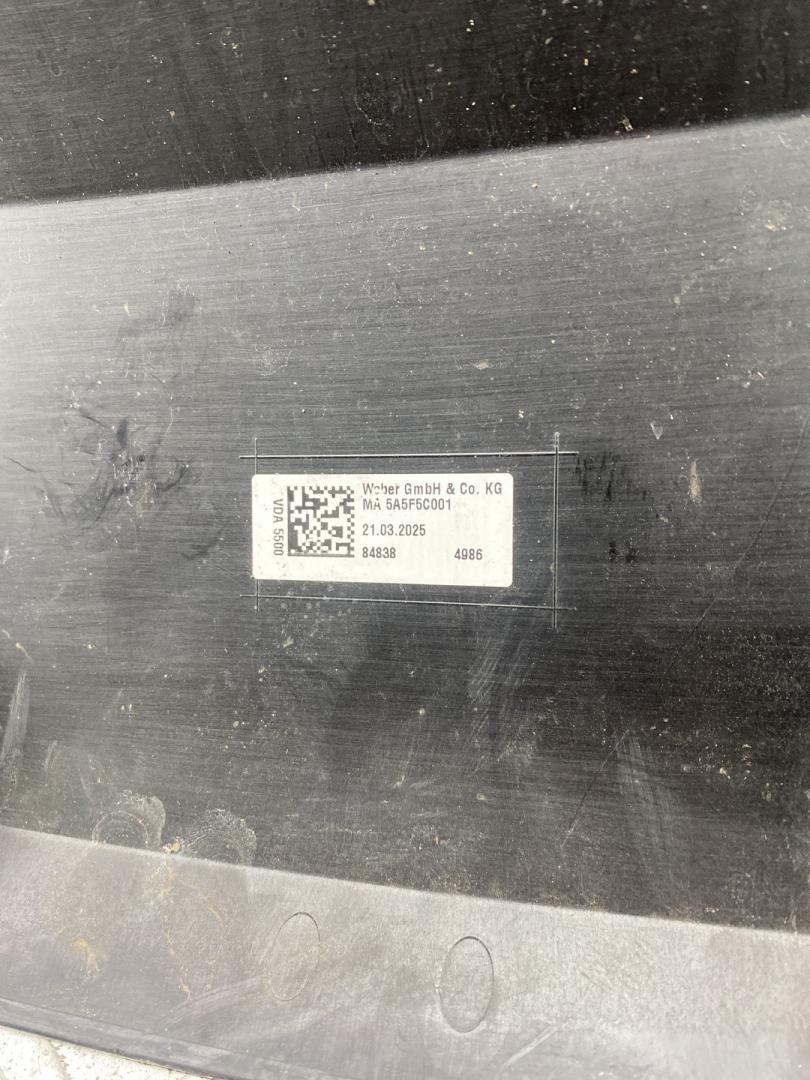 VDA 5500
Weber GmbH & Co. KG
MA 5A5F5C001
21.03.2025
84838 4986